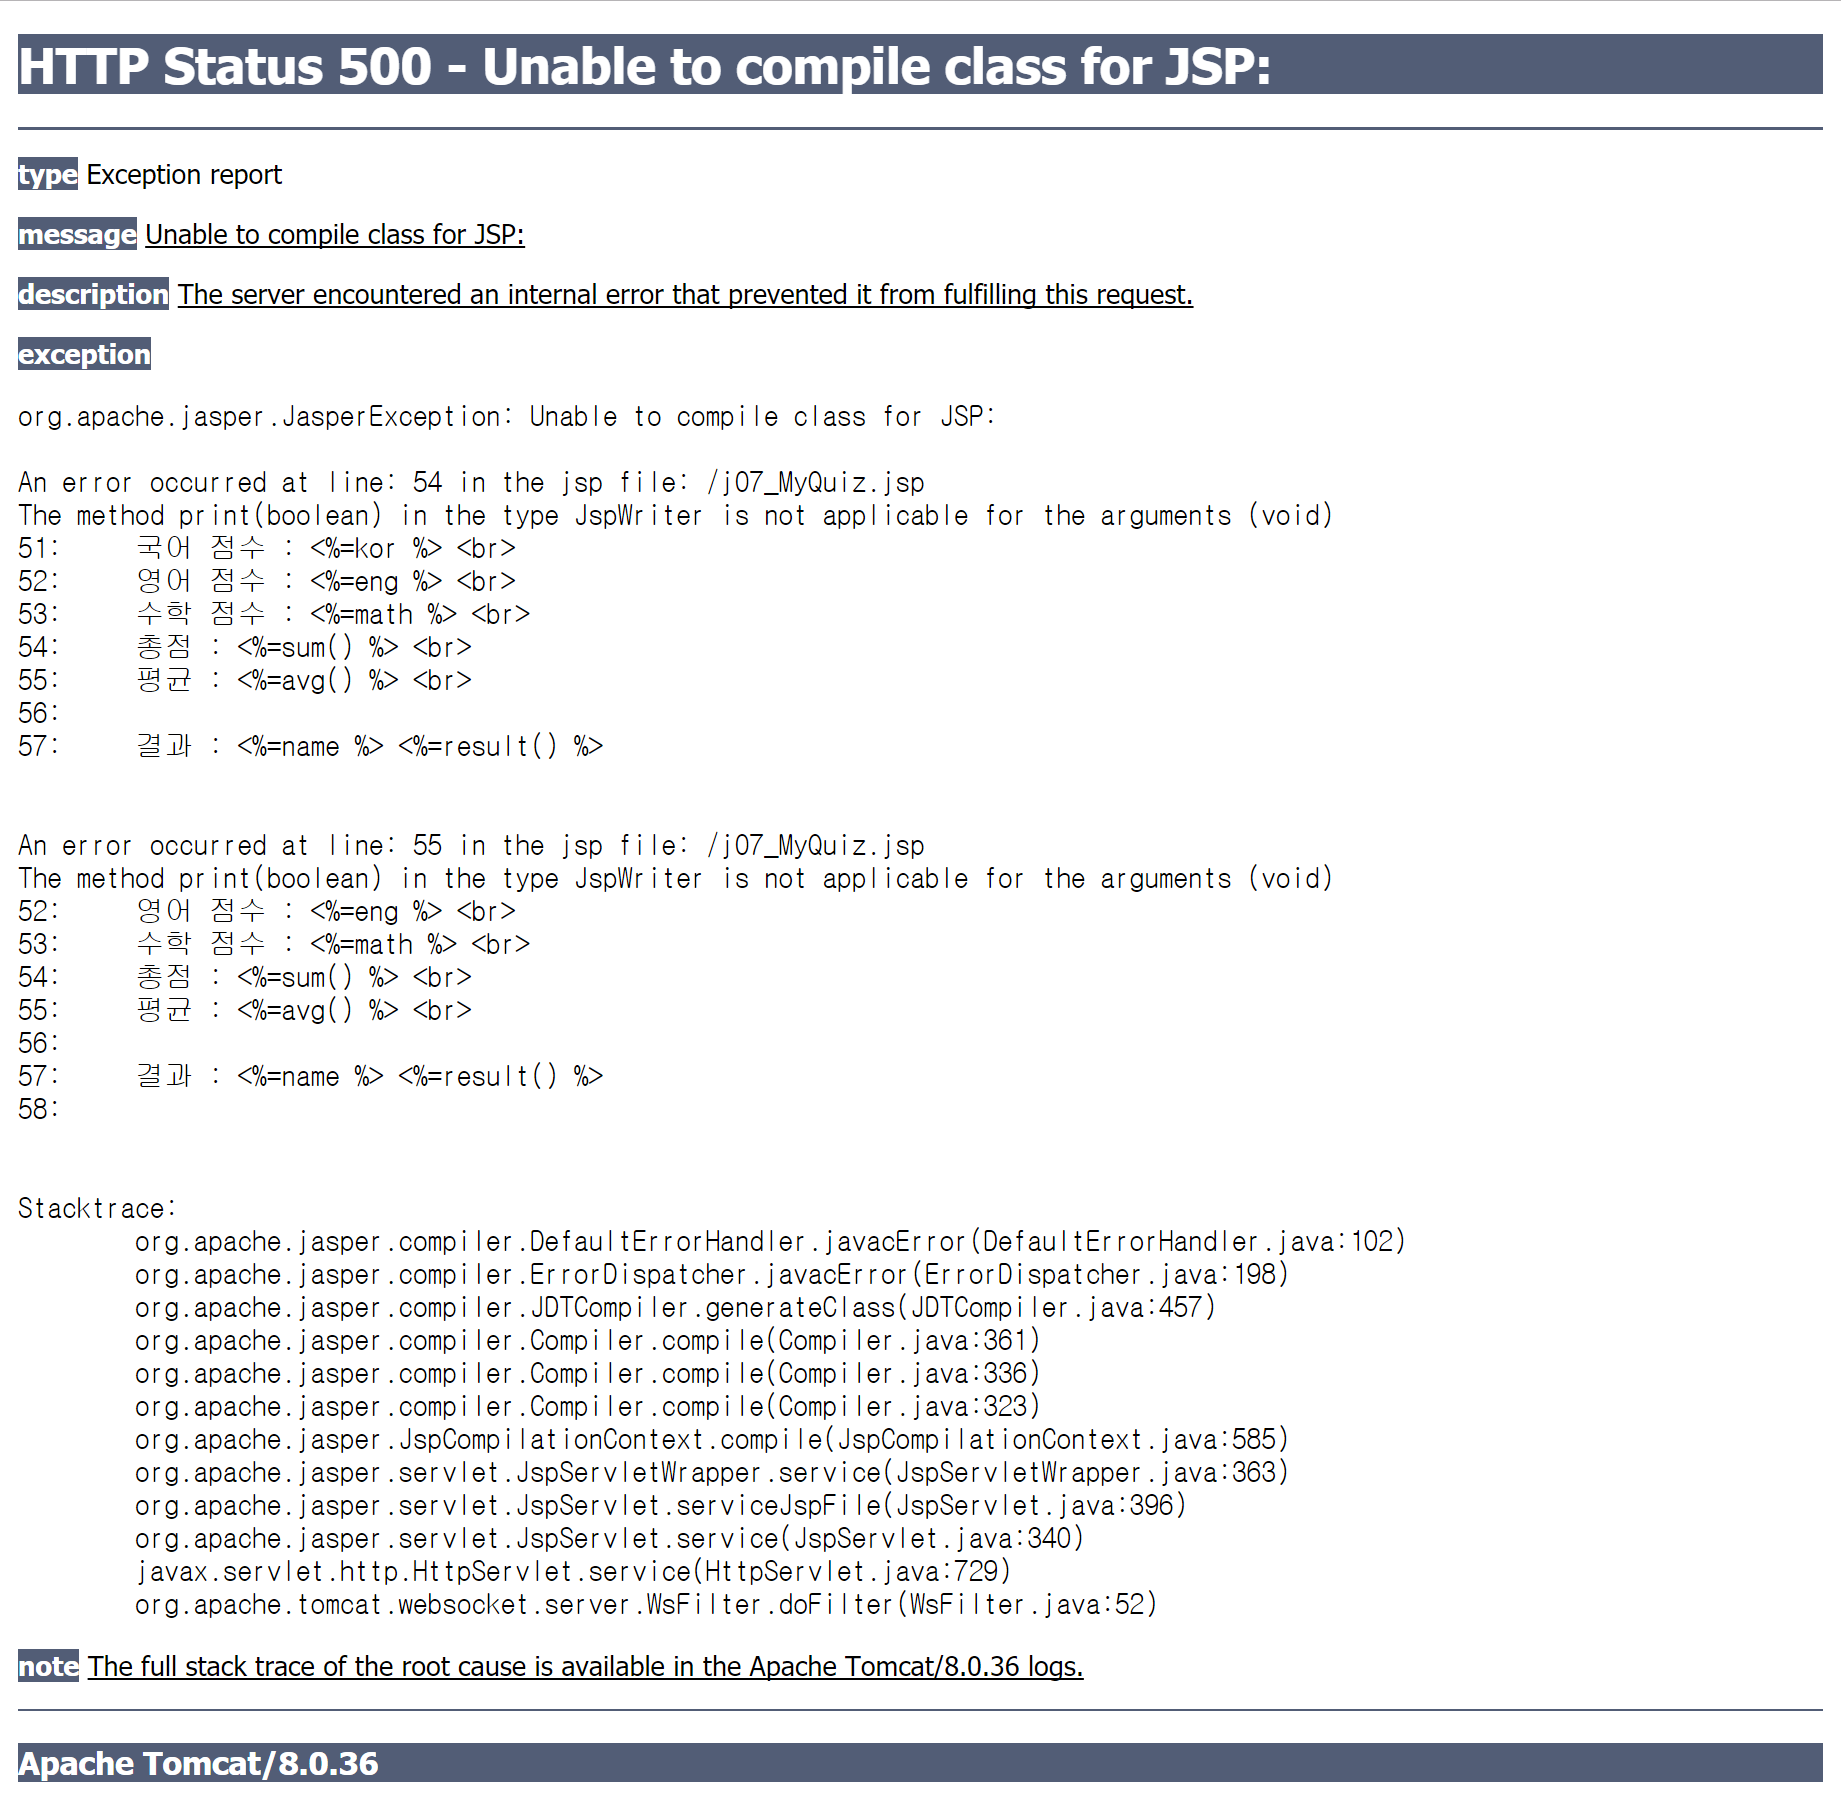 HTTP Status 500 - Unable to compile class for JSP:
type Exception report
message Unable to compile class for JSP:
description The server encountered an internal error that prevented it from fulfilling this request.
exception
org.apache.jasper.JasperException: Unable to compile class for JSP:
An error occurred at line: 54 in the jsp file: /j07_MyQuiz.jsp
The method print(boolean) in the type JspWriter is not applicable for the arguments (void)
51: 국어 점수 : <%=kor %> <br>
52: 영어 점수 : <%=eng %> <br>
53: 수학 점수 : <%=math %> <br>
54: 총점 : <%=sum() %> <br>
55: 평균 : <%=avg() %> <br>
56:
57: 결과 : <%=name %> <%=result() %>
An error occurred at line: 55 in the jsp file: /j07_MyQuiz.jsp
The method print(boolean) in the type JspWriter is not applicable for the arguments (void)
52: 영어 점수 : <%=eng %> <br>
53: 수학 점수 : <%=math %> <br>
54: 총점 : <%=sum() %> <br>
55: 평균 : <%=avg() %> <br>
56:
57: 결과 : <%=name %> <%=result() %>
58:
Stacktrace:
org.apache.jasper.compiler.DefaultErrorHandler.javacError(DefaultErrorHandler.java:102)
org.apache.jasper.compiler.ErrorDispatcher.javacError(ErrorDispatcher.java:198)
org.apache.jasper.compiler.JDTCompiler.generateClass(JDTCompiler.java:457)
org.apache.jasper.compiler.Compiler.compile(Compiler.java:361)
org.apache.jasper.compiler.Compiler.compile(Compiler.java:336)
org.apache.jasper.compiler.Compiler.compile(Compiler.java:323)
org.apache.jasper.JspCompilationContext.compile(JspCompilationContext.java:585)
org.apache.jasper.servlet.JspServletWrapper.service(JspServletWrapper.java:363)
org.apache.jasper.servlet.JspServlet.serviceJspFile(JspServlet.java:396)
org.apache.jasper.servlet.JspServlet.service(JspServlet.java:340)
javax.servlet.http.HttpServlet.service(HttpServlet.java:729)
org.apache.tomcat.websocket.server.WsFilter.doFilter(WsFilter.java:52)
note The full stack trace of the root cause is available in the Apache Tomcat/8.0.36 logs.
Apache Tomcat/8.0.36